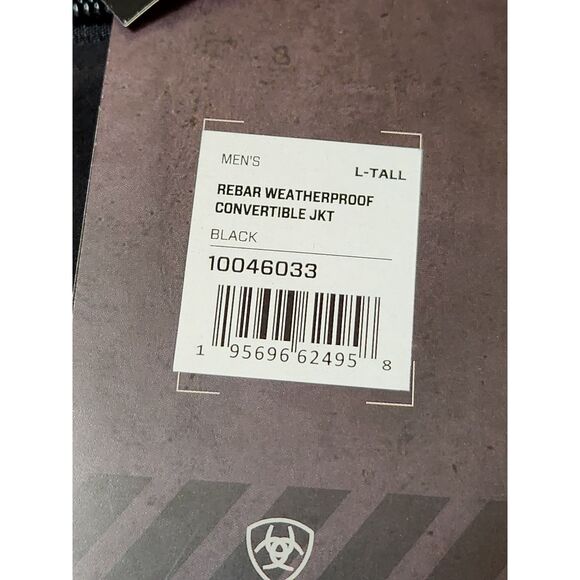 MEN'S
L-TALL
REBAR WEATHERPROOF
CONVERTIBLE JKT
BLACK
10046033
1 95696 62495 8